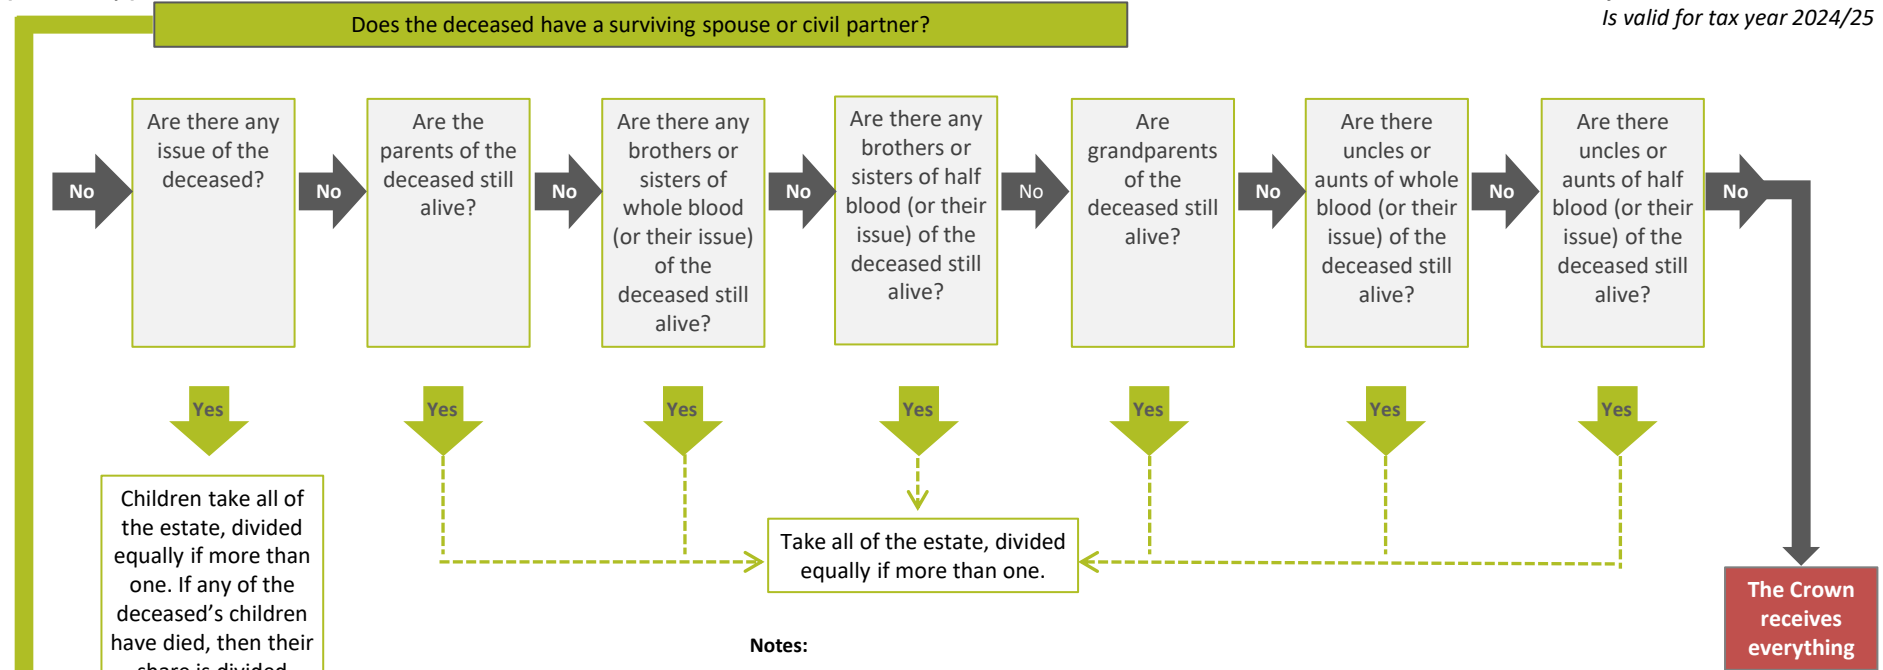 Does the deceased have a surviving spouse or civil partner?
Is valid for tax year 2024/25
No
Are there any
issue of the
deceased?
No
Are the
parents of the
deceased still
alive?
No
Are there any
brothers or
sisters of
whole blood
(or their issue)
of the
deceased still
alive?
No
Are there any
brothers or
sisters of half
blood (or their
issue) of the
deceased still
alive?
No
Are
grandparents
of the
deceased still
alive?
No
Are there
uncles or
aunts of whole
blood (or their
issue) of the
deceased still
alive?
No
Are there
uncles or
aunts of half
blood (or their
issue) of the
deceased still
alive?
No
Yes
Yes
Yes
Yes
Yes
Yes
Yes
Children take all of
the estate, divided
equally if more than
one. If any of the
deceased’s children
have died, then their
share is divided
Take all of the estate, divided
equally if more than one.
The Crown
receives
everything
Notes: